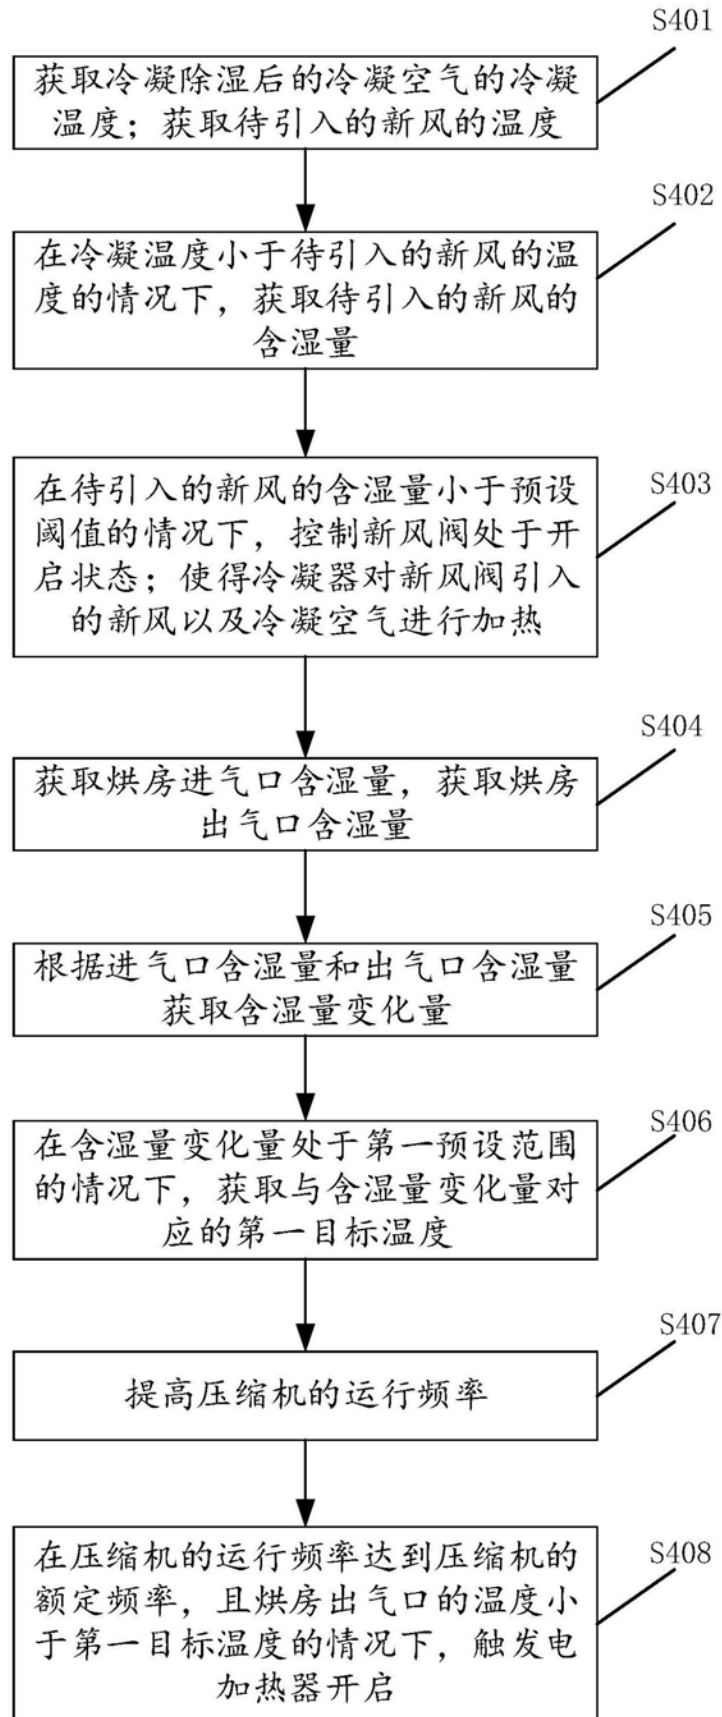 S401
获取冷凝除湿后的冷凝空气的冷凝
温度；获取待引入的新风的温度
S402
在冷凝温度小于待引入的新风的温
度的情况下，获取待引入的新风的
含湿量
S403
在待引入的新风的含湿量小于预设
阈值的情况下，控制新风阀处于开
启状态；使得冷凝器对新风阀引入
的新风以及冷凝空气进行加热
S404
获取烘房进气口含湿量，获取烘房
出气口含湿量
S405
根据进气口含湿量和出气口含湿量
获取含湿量变化量
S406
在含湿量变化量处于第一预设范围
的情况下，获取与含湿量变化量对
应的第一目标温度
S407
提高压缩机的运行频率
S408
在压缩机的运行频率达到压缩机的
额定频率，且烘房出气口的温度小
于第一目标温度的情况下，触发电
加热器开启